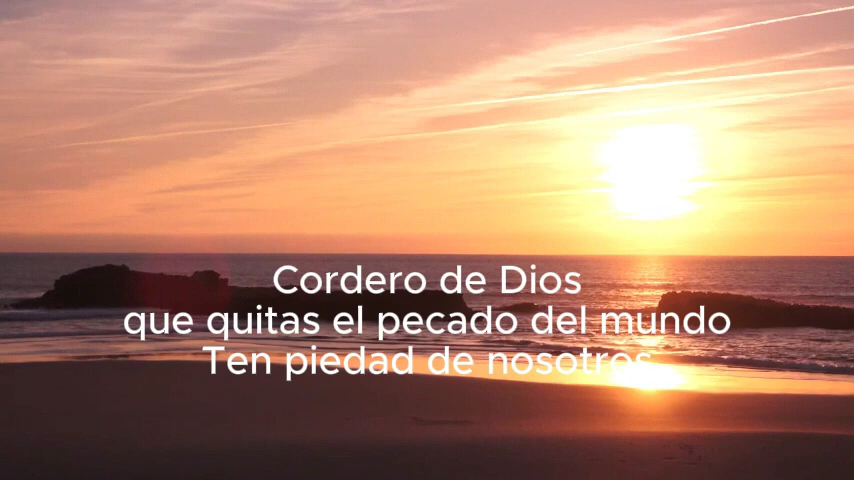 Cordero de Dios
que quitas el pecado del mundo
Ten piedad de nosotros